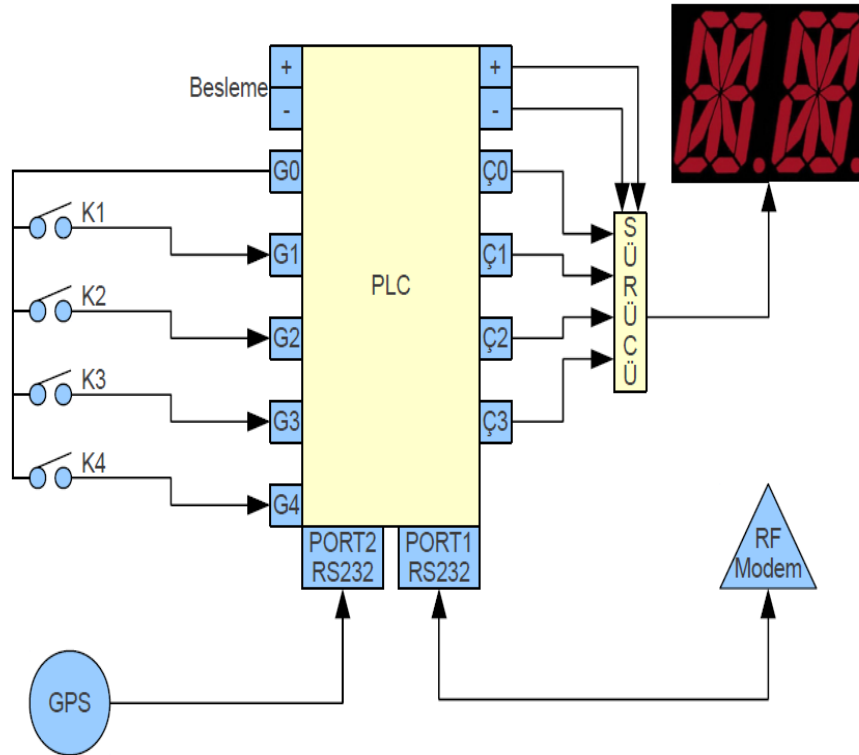 Besleme
+
-
G0
K1
G1
K2
G2
K3
G3
K4
G4
PLC
+
-
Ç0
Ç1
Ç2
Ç3
SÜRÜCÜ
PORT2
RS232
PORT1
RS232
RF
Modem
GPS